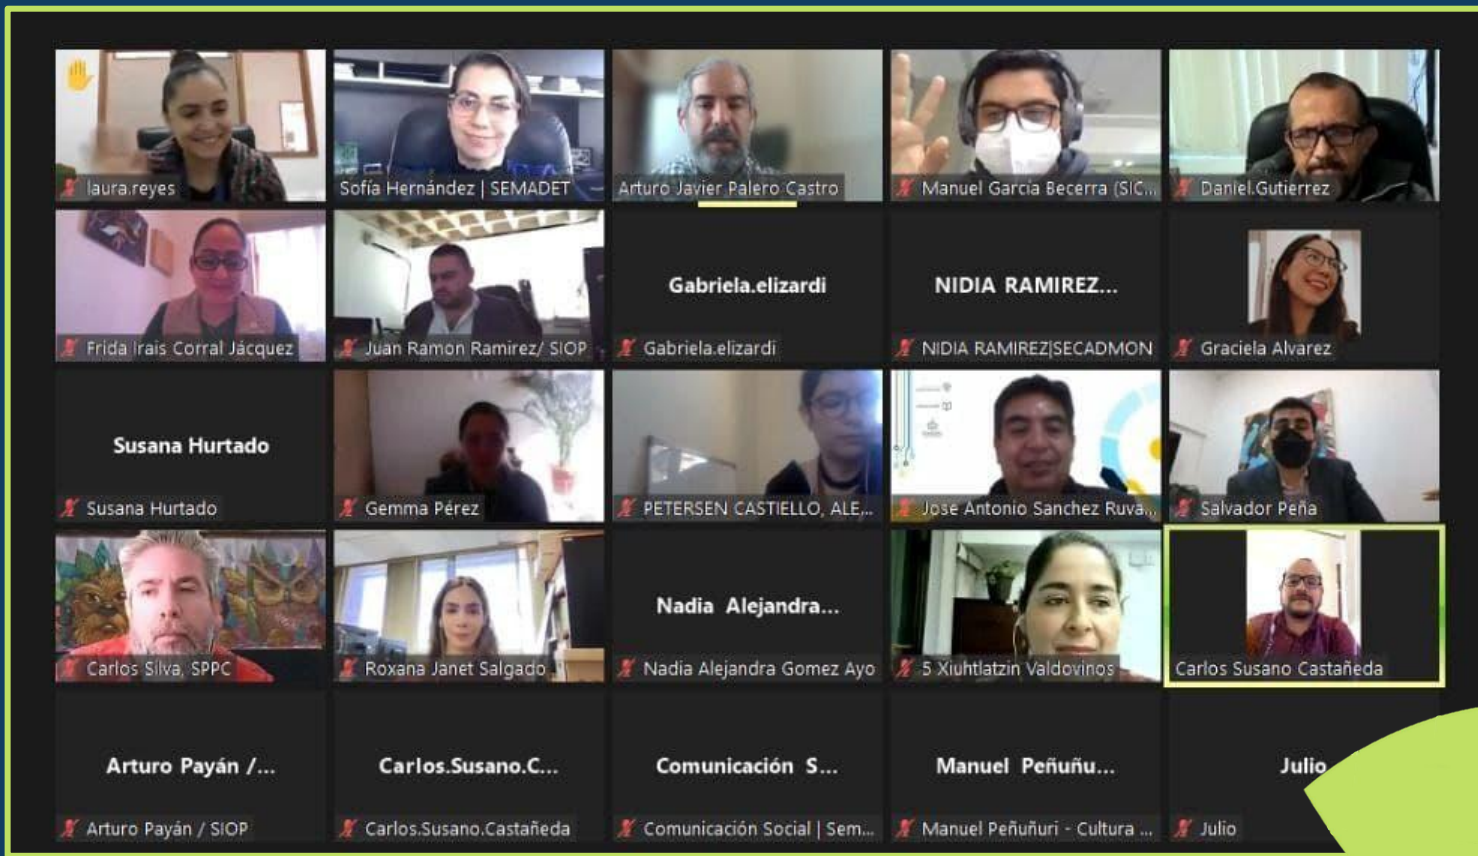 laura.reyes
Sofía Hernández | SEMADET
Arturo Javier Palero Castro
Manuel García Becerra (SIC...
Daniel.Gutierrez
Frida Irais Corral Jácquez
Juan Ramon Ramirez/ SIOP
Gabriela.elizardi
Gabriela.elizardi
NIDIA RAMIREZ...
NIDIA RAMIREZ|SECADMON
Graciela Alvarez
Susana Hurtado
Susana Hurtado
Gemma Pérez
PETERSEN CASTIELLO, ALE...
Jose Antonio Sanchez Ruva...
Salvador Peña
Carlos Silva, SPPC
Roxana Janet Salgado
Nadia Alejandra...
Nadia Alejandra Gomez Ayo
5 Xiuhtlatzin Valdovinos
Carlos Susano Castañeda
Arturo Payán /...
Arturo Payán / SIOP
Carlos.Susano.C...
Carlos.Susano.Castañeda
Comunicación S...
Comunicación Social | Sem...
Manuel Peñuñu...
Manuel Peñuñuri - Cultura ...
Julio
Julio